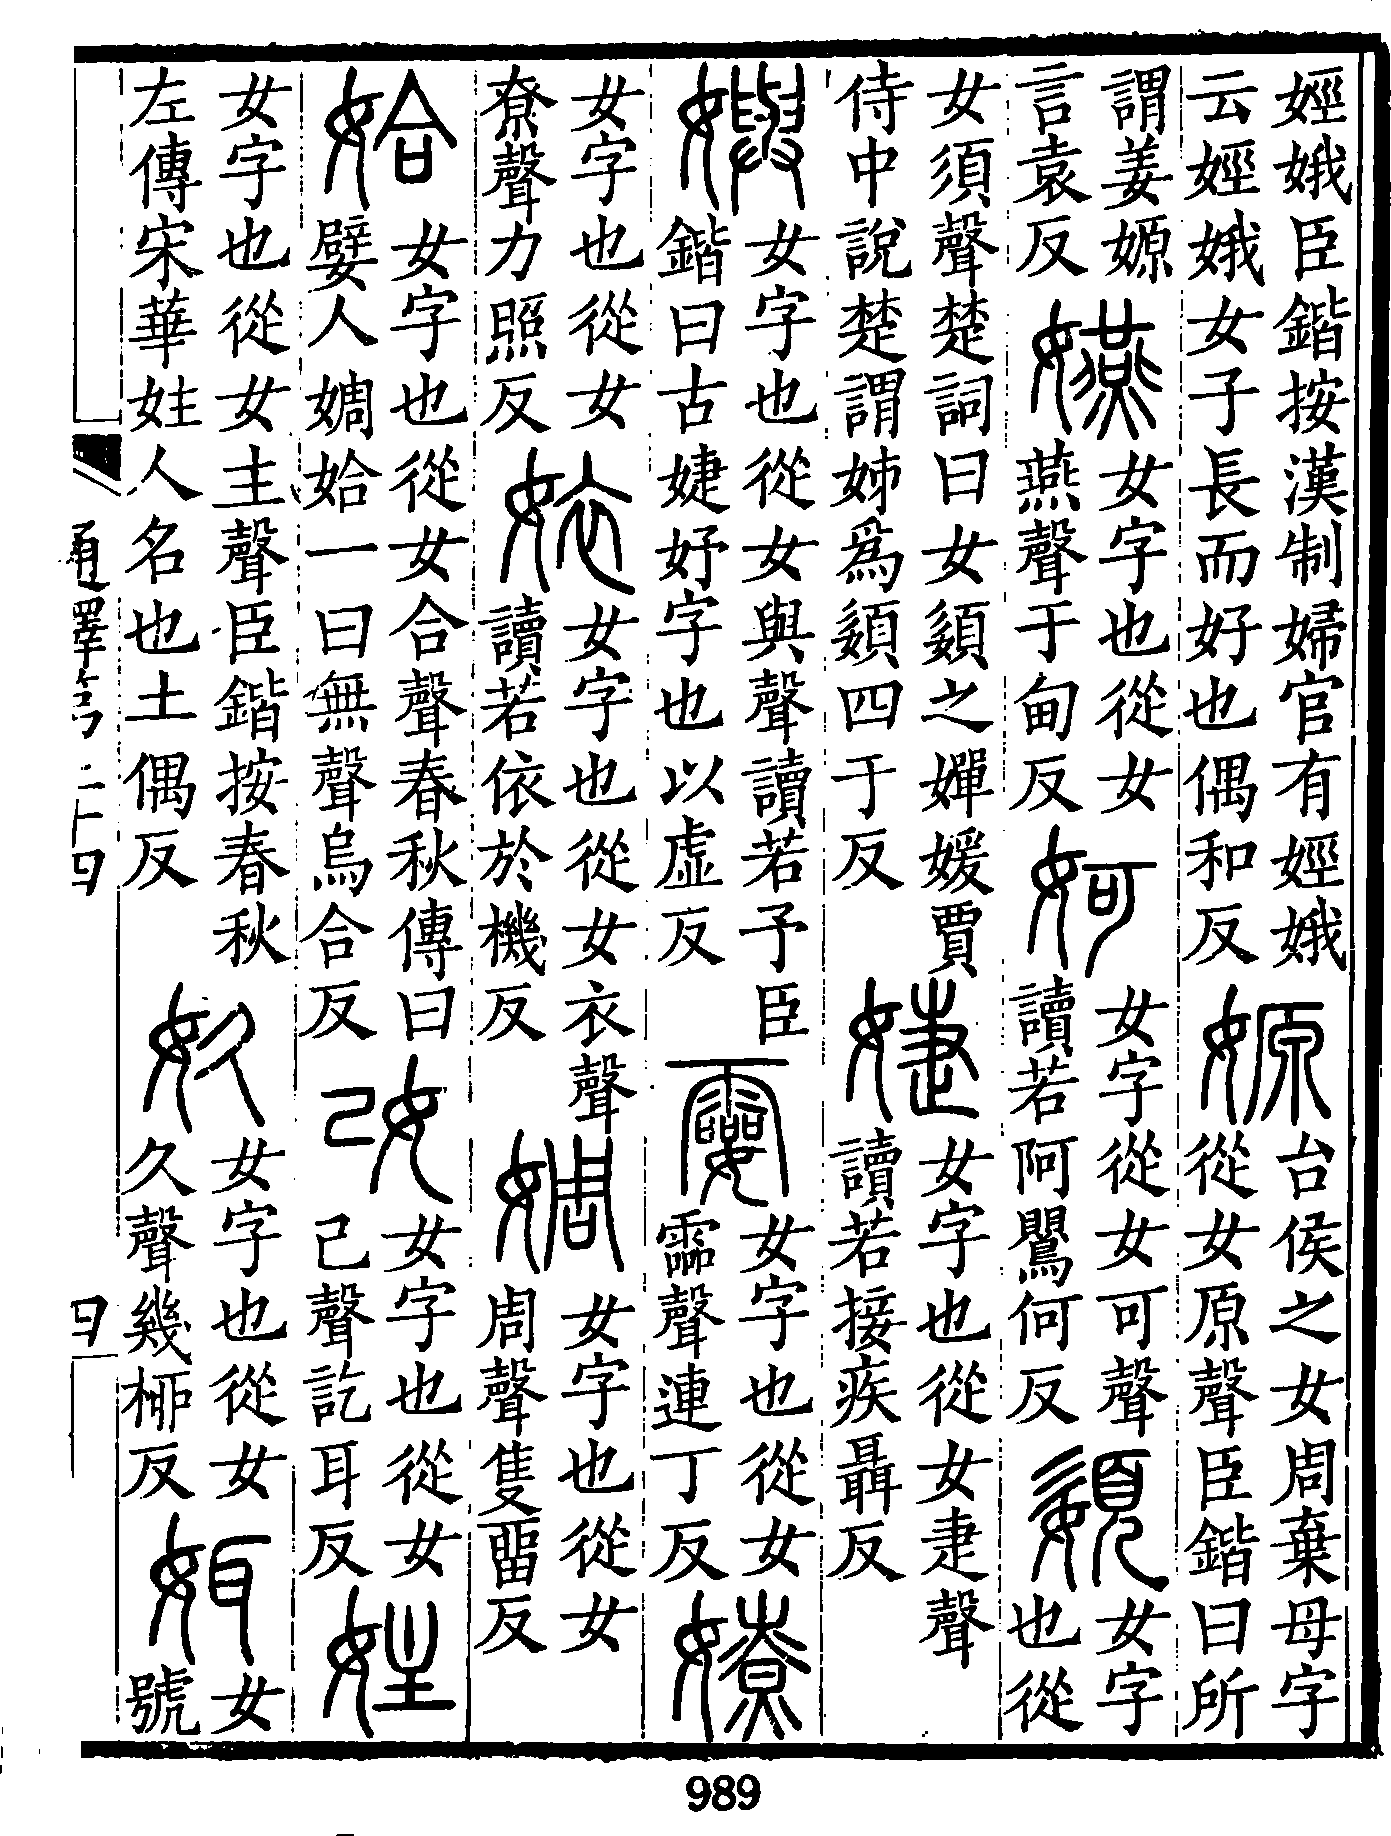 娙娥臣鍇按漢制婦官有娙娥
云娙娥女子長而好也偶和反
嫄
台侯之女周棄母字
從女原聲臣鍇曰所
謂姜嫄
言袁反
嬿
女字也從女
燕聲于甸反
妸
女字從女可聲
讀若阿鸎何反
嬃
女字
也從
女須聲楚詞曰女嬃之嬋媛賈
侍中說楚謂姊爲嬃四于反
婕
女字也從女疌聲
讀若接疾聶反
嬩
女字也從女與聲讀若予臣
鍇曰古婕妤字也以虛反
孁
女字也從女
霝聲連丁反
嫽
女字也從女
尞聲力照反
㛄
女字也從女衣聲
讀若依於機反
婤
女字也從女
周聲隻畱反
姶
女字也從女合聲春秋傳曰
嬖人婤姶一曰無聲烏合反
妀
女字也從女
己聲訖耳反
妵
女字也從女主聲臣鍇按春秋
左傳宋華妵人名也土偶反
㚬
女字也從女
久聲幾栁反
㛅
女
號
通釋第二十四
四
989